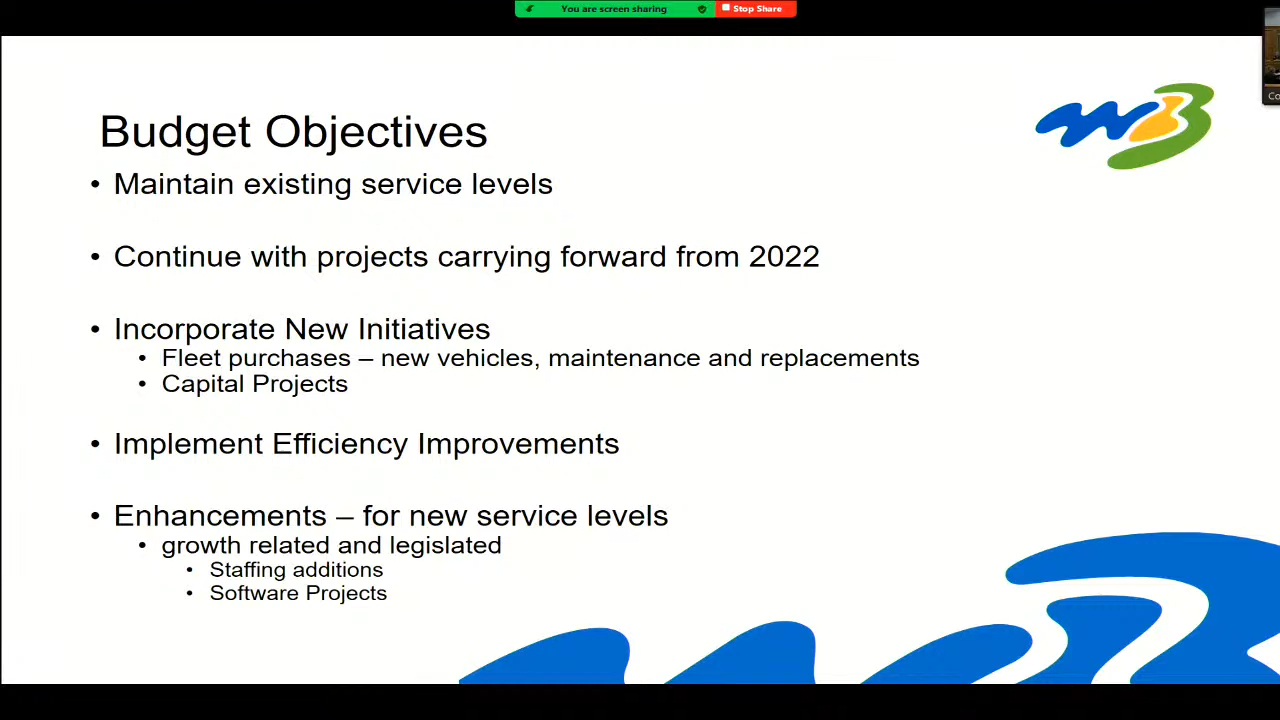 You are screen sharing
Stop Share
Co
Budget Objectives
• Maintain existing service levels
• Continue with projects carrying forward from 2022
• Incorporate New Initiatives
• Fleet purchases – new vehicles, maintenance and replacements
• Capital Projects
• Implement Efficiency Improvements
• Enhancements – for new service levels
• growth related and legislated
• Staffing additions
• Software Projects